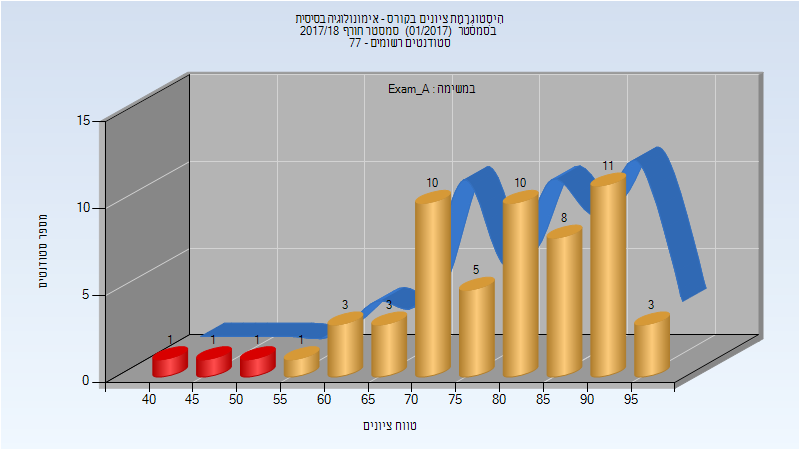 היסטוגרמת ציונים בקורס - אימונולוגיה בסיסית
בסמסטר (01/2017) סמסטר חורף 2017/18
סטודנטים רשומים - 77
במשימה : Exam_A
15
10
5
0
מספר סטודנטים
1
1
1
1
3
3
10
5
10
8
11
3
40 45 50 55 60 65 70 75 80 85 90 95
טווח ציונים